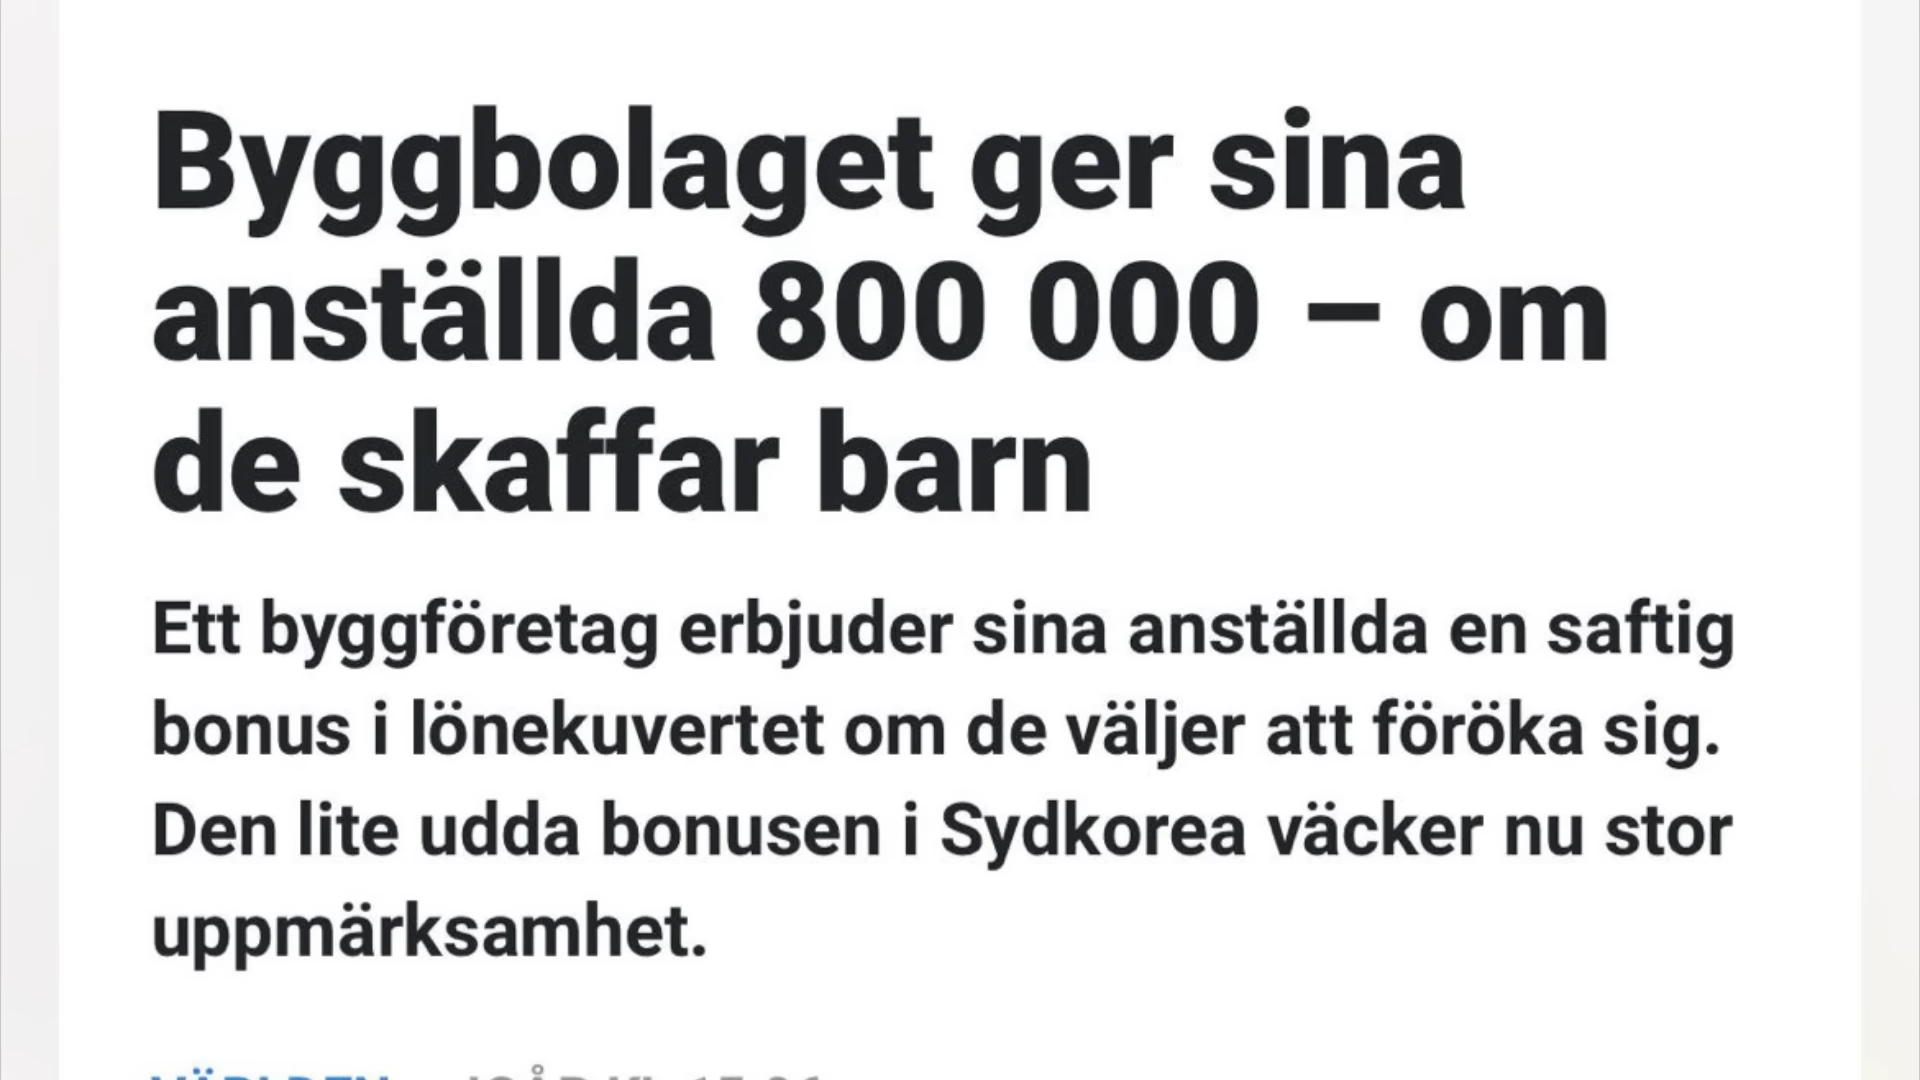 Byggbolaget ger sina
anställda 800 000 – om
de skaffar barn
Ett byggföretag erbjuder sina anställda en saftig
bonus i lönekuvertet om de väljer att föröka sig.
Den lite udda bonusen i Sydkorea väcker nu stor
uppmärksamhet.
VÄRLDEN